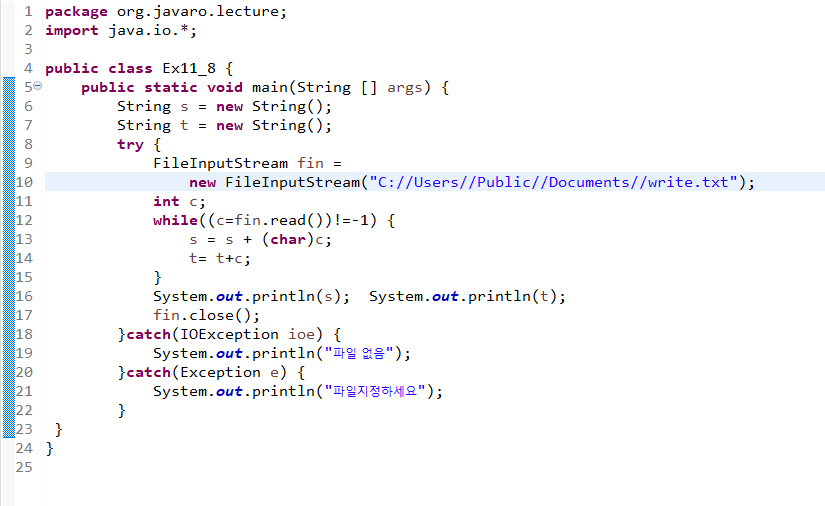 1 package org.javaro.lecture;
2 import java.io.*;
3
4 public class Ex11_8 {
5     public static void main(String [] args) {
6         String s = new String();
7         String t = new String();
8         try {
9             FileInputStream fin =
10                 new FileInputStream("C://Users//Public//Documents//write.txt");
11             int c;
12             while((c=fin.read())!=-1) {
13                 s = s + (char)c;
14                 t= t+c;
15             }
16             System.out.println(s);  System.out.println(t);
17             fin.close();
18         }catch(IOException ioe) {
19             System.out.println("파일 없음");
20         }catch(Exception e) {
21             System.out.println("파일지정하세요");
22         }
23  }
24 }
25